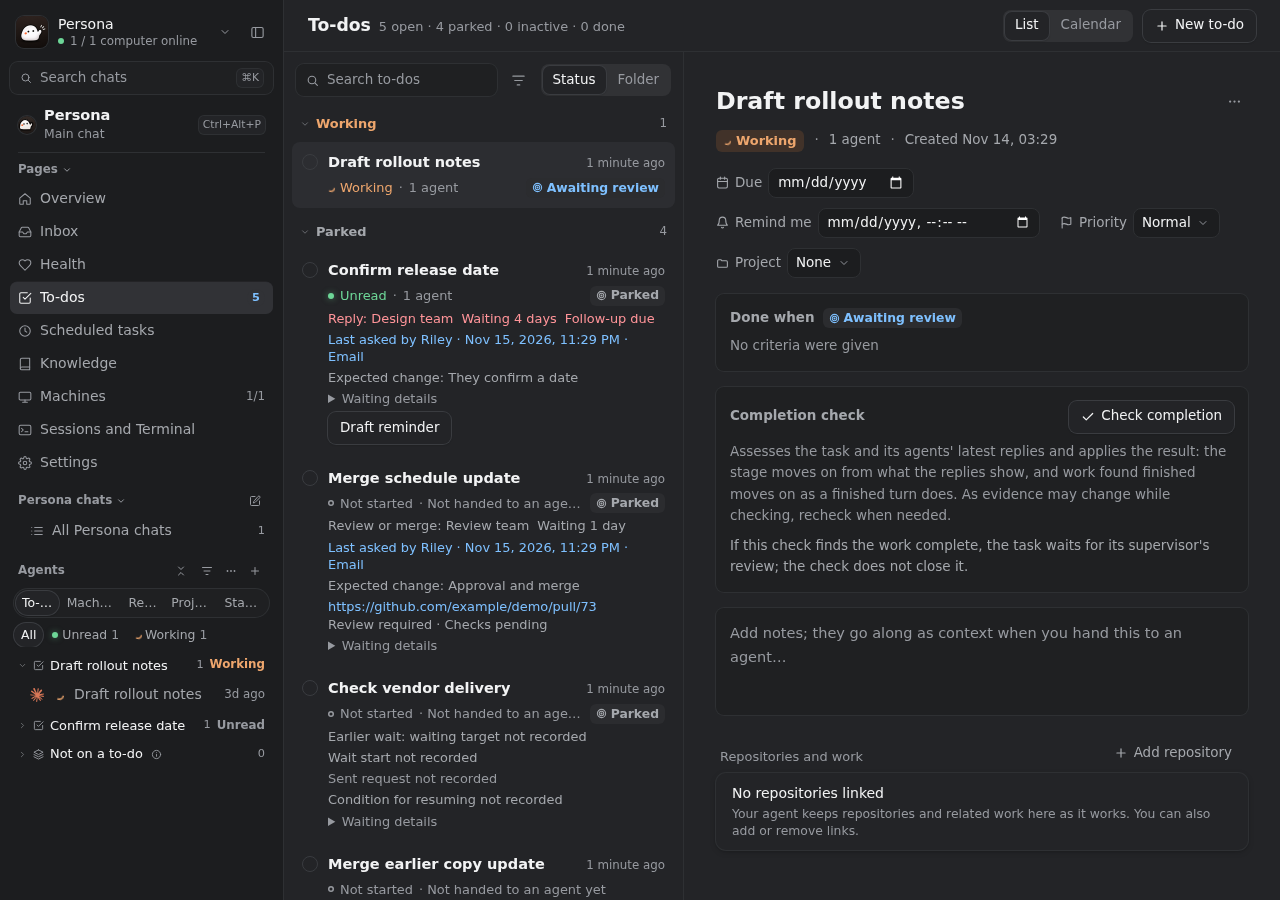 Persona
1 / 1 computer online
Search chats
⌘K
Persona
Main chat
Ctrl+Alt+P
Pages
Overview
Inbox
Health
To-dos
5
Scheduled tasks
Knowledge
Machines
1/1
Sessions and Terminal
Settings
Persona chats
All Persona chats
1
Agents
To-…
Mach…
Re…
Proj…
Sta…
All
Unread 1
Working 1
Draft rollout notes
1 Working
Draft rollout notes
3d ago
Confirm release date
1 Unread
Not on a to-do
0
To-dos
5 open · 4 parked · 0 inactive · 0 done
List
Calendar
New to-do
Search to-dos
Status
Folder
Working
1
Draft rollout notes
1 minute ago
Working · 1 agent
Awaiting review
Parked
4
Confirm release date
1 minute ago
Unread · 1 agent
Parked
Reply: Design team Waiting 4 days Follow-up due
Last asked by Riley · Nov 15, 2026, 11:29 PM ·
Email
Expected change: They confirm a date
Waiting details
Draft reminder
Merge schedule update
1 minute ago
Not started · Not handed to an age…
Parked
Review or merge: Review team Waiting 1 day
Last asked by Riley · Nov 15, 2026, 11:29 PM ·
Email
Expected change: Approval and merge
https://github.com/example/demo/pull/73
Review required · Checks pending
Waiting details
Check vendor delivery
1 minute ago
Not started · Not handed to an age…
Parked
Earlier wait: waiting target not recorded
Wait start not recorded
Sent request not recorded
Condition for resuming not recorded
Waiting details
Merge earlier copy update
1 minute ago
Not started · Not handed to an agent yet
Draft rollout notes
Working · 1 agent · Created Nov 14, 03:29
Due
mm/dd/yyyy
Remind me
mm/dd/yyyy, --:-- --
Priority
Normal
Project
None
Done when
Awaiting review
No criteria were given
Completion check
Check completion
Assesses the task and its agents' latest replies and applies the result: the
stage moves on from what the replies show, and work found finished
moves on as a finished turn does. As evidence may change while
checking, recheck when needed.
If this check finds the work complete, the task waits for its supervisor's
review; the check does not close it.
Add notes; they go along as context when you hand this to an
agent…
Repositories and work
Add repository
No repositories linked
Your agent keeps repositories and related work here as it works. You can also
add or remove links.